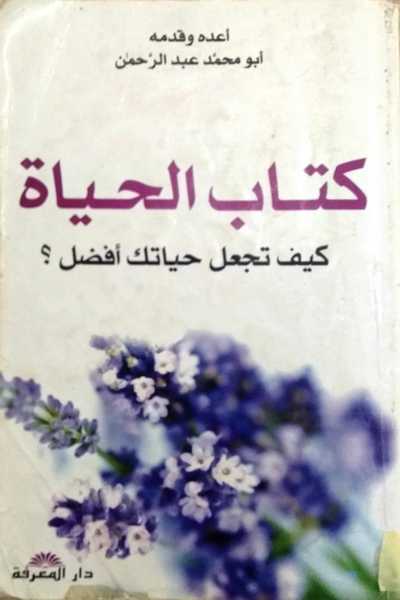 أعده وقدمه
أبو محمد عبد الرحمن
كتاب الحياة
كيف تجعل حياتك أفضل ؟
دار المعرفة